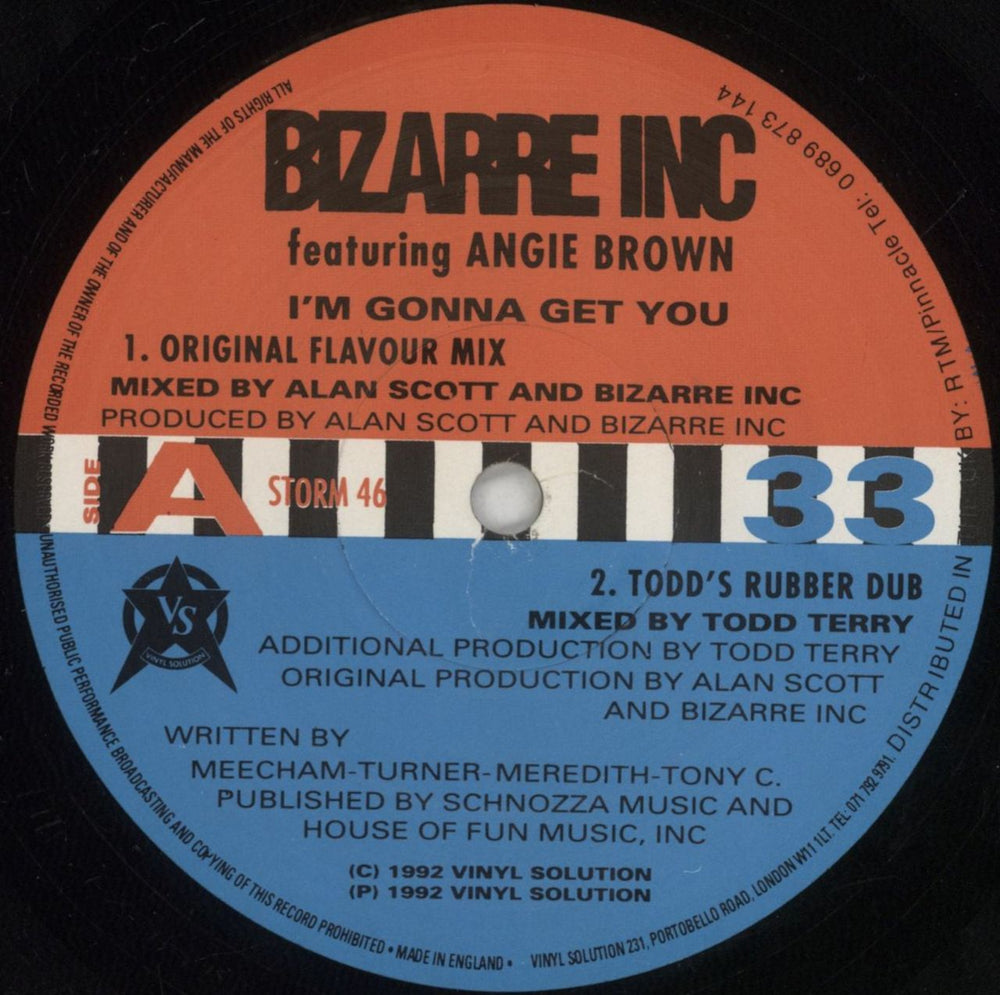 BIZARRE INC
featuring ANGIE BROWN
I'M GONNA GET YOU
1. ORIGINAL FLAVOUR MIX
MIXED BY ALAN SCOTT AND BIZARRE INC
PRODUCED BY ALAN SCOTT AND BIZARRE INC
SIDE
A
STORM 46
33
2. TODD'S RUBBER DUB
MIXED BY TODD TERRY
ADDITIONAL PRODUCTION BY TODD TERRY
ORIGINAL PRODUCTION BY ALAN SCOTT
AND BIZARRE INC
VS
VINYL SOLUTION
WRITTEN BY
MEECHAM-TURNER-MEREDITH-TONY C.
PUBLISHED BY SCHNOZZA MUSIC AND
HOUSE OF FUN MUSIC, INC
(C) 1992 VINYL SOLUTION
(P) 1992 VINYL SOLUTION
ALL RIGHTS OF THE MANUFACTURER AND OF THE OWNER OF THE RECORDED UNAUTHORISED PUBLIC PERFORMANCE BROADCASTING AND COPYING OF THIS RECORD PROHIBITED • MADE IN ENGLAND • VINYL SOLUTION 231, PORTOBELLO ROAD, LONDON W11 1LT. TEL: 071 792 9791. DISTRIBUTED IN THE UK BY: RTM/Pinnacle Tel: 0689 873 144